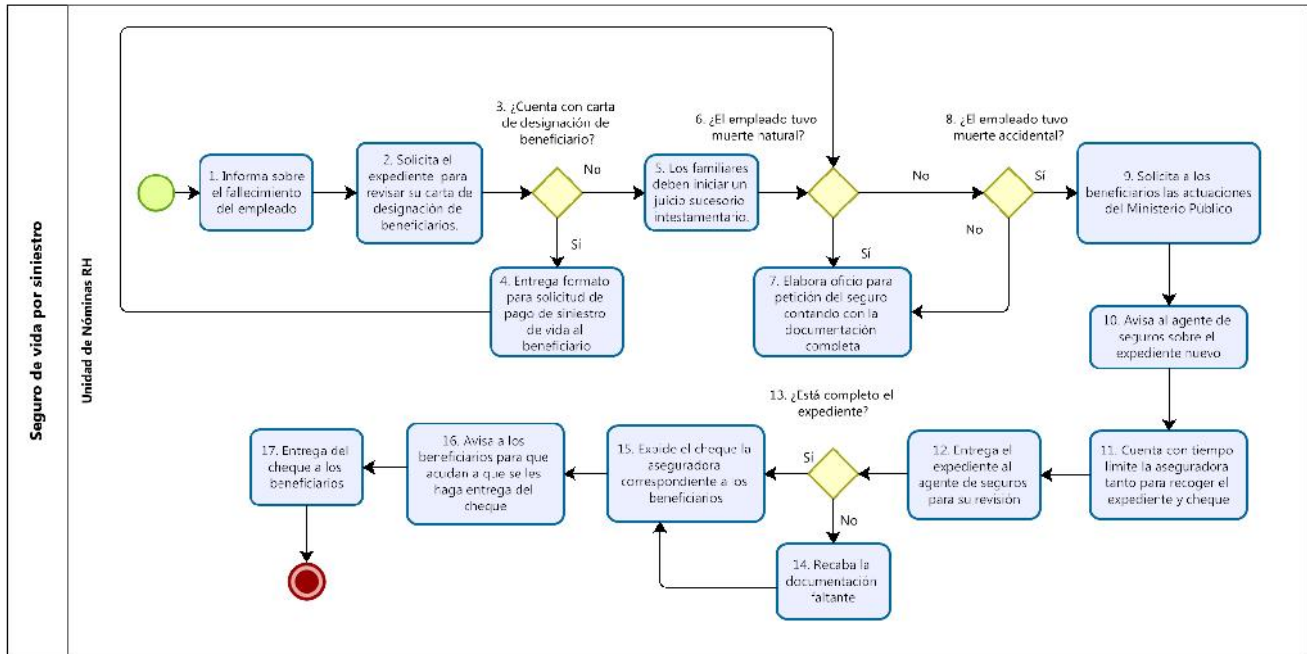 Seguro de vida por siniestro
Unidad de Nóminas RH
1. Informa sobre
el fallecimiento
del empleado
2. Solicita el
expediente para
revisar su carta de
designación de
beneficiarios.
3. ¿Cuenta con carta
de designación de
beneficiario?
No
Si
4. Entrega formato
para solicitud de
pago de siniestro
de vida al
beneficiario
5. Los familiares
deben iniciar un
juicio sucesorio
intestamentario.
6. ¿El empleado tuvo
muerte natural?
No
Sí
7. Elabora oficio para
petición del seguro
contando con la
documentación
completa
8. ¿El empleado tuvo
muerte accidental?
Sí
No
9. Solicita a los
beneficiarios las actuaciones
del Ministerio Público
10. Avisa al agente de
seguros sobre el
expediente nuevo
11. Cuenta con tiempo
limite la aseguradora
tanto para recoger el
expediente y cheque
12. Entrega el
expediente al
agente de seguros
para su revisión
13. ¿Está completo el
expediente?
Si
No
14. Recaba la
documentación
faltante
15. Expide el cheque la
aseguradora
correspondiente a los
beneficiarios
16. Avisa a los
beneficiarios para que
acudan a que se les
haga entrega del
cheque
17. Entrega del
cheque a los
beneficiarios